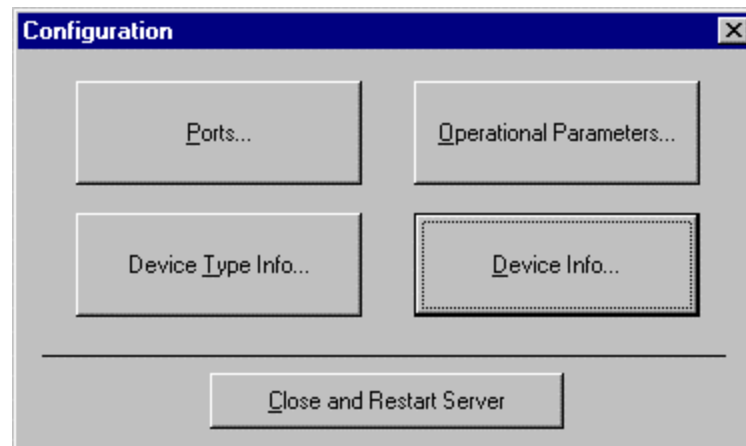 Configuration
Ports...
Operational Parameters...
Device Type Info...
Device Info...
Close and Restart Server